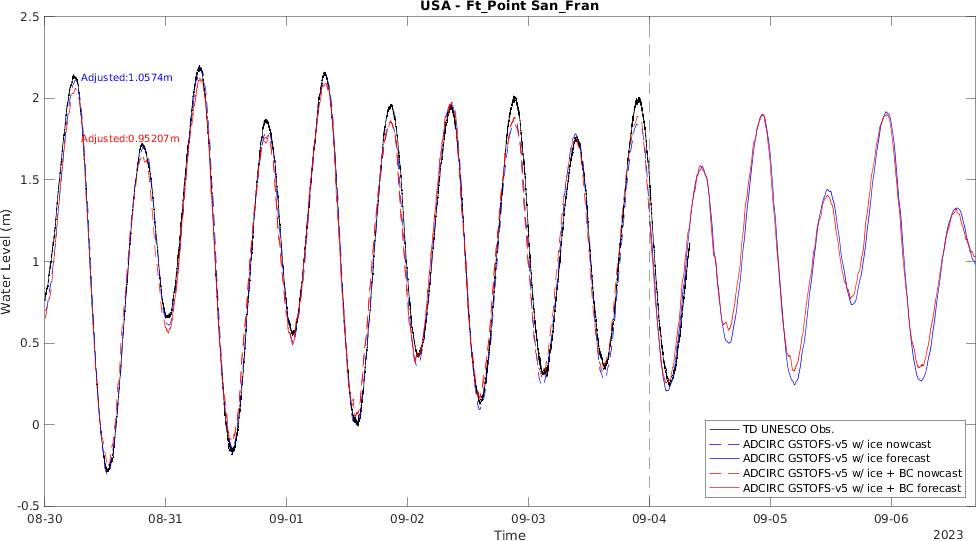 USA - Ft_Point San_Fran
2.5
2
1.5
1
0.5
0
-0.5
Water Level (m)
Adjusted:1.0574m
Adjusted:0.95207m
TD UNESCO Obs.
ADCIRC GSTOFS-v5 w/ ice nowcast
ADCIRC GSTOFS-v5 w/ ice forecast
ADCIRC GSTOFS-v5 w/ ice + BC nowcast
ADCIRC GSTOFS-v5 w/ ice + BC forecast
08-30 08-31 09-01 09-02 09-03 09-04 09-05 09-06
Time
2023